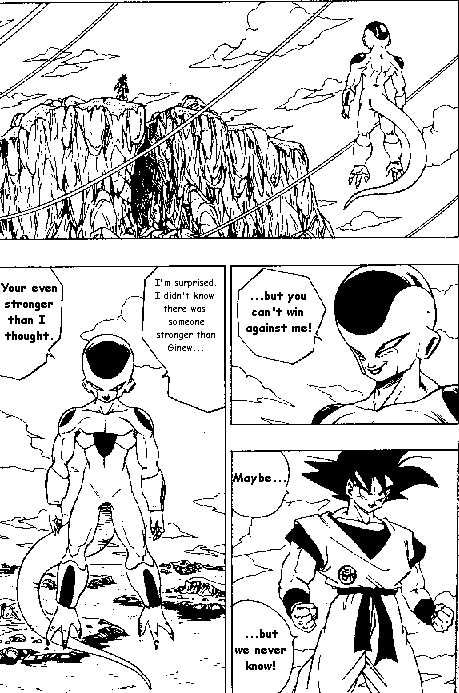 Your even
stronger
than I
thought.
I'm surprised.
I didn't know
there was
someone
stronger than
Ginew...
...but you
can't win
against me!
Maybe...
...but
we never
know!